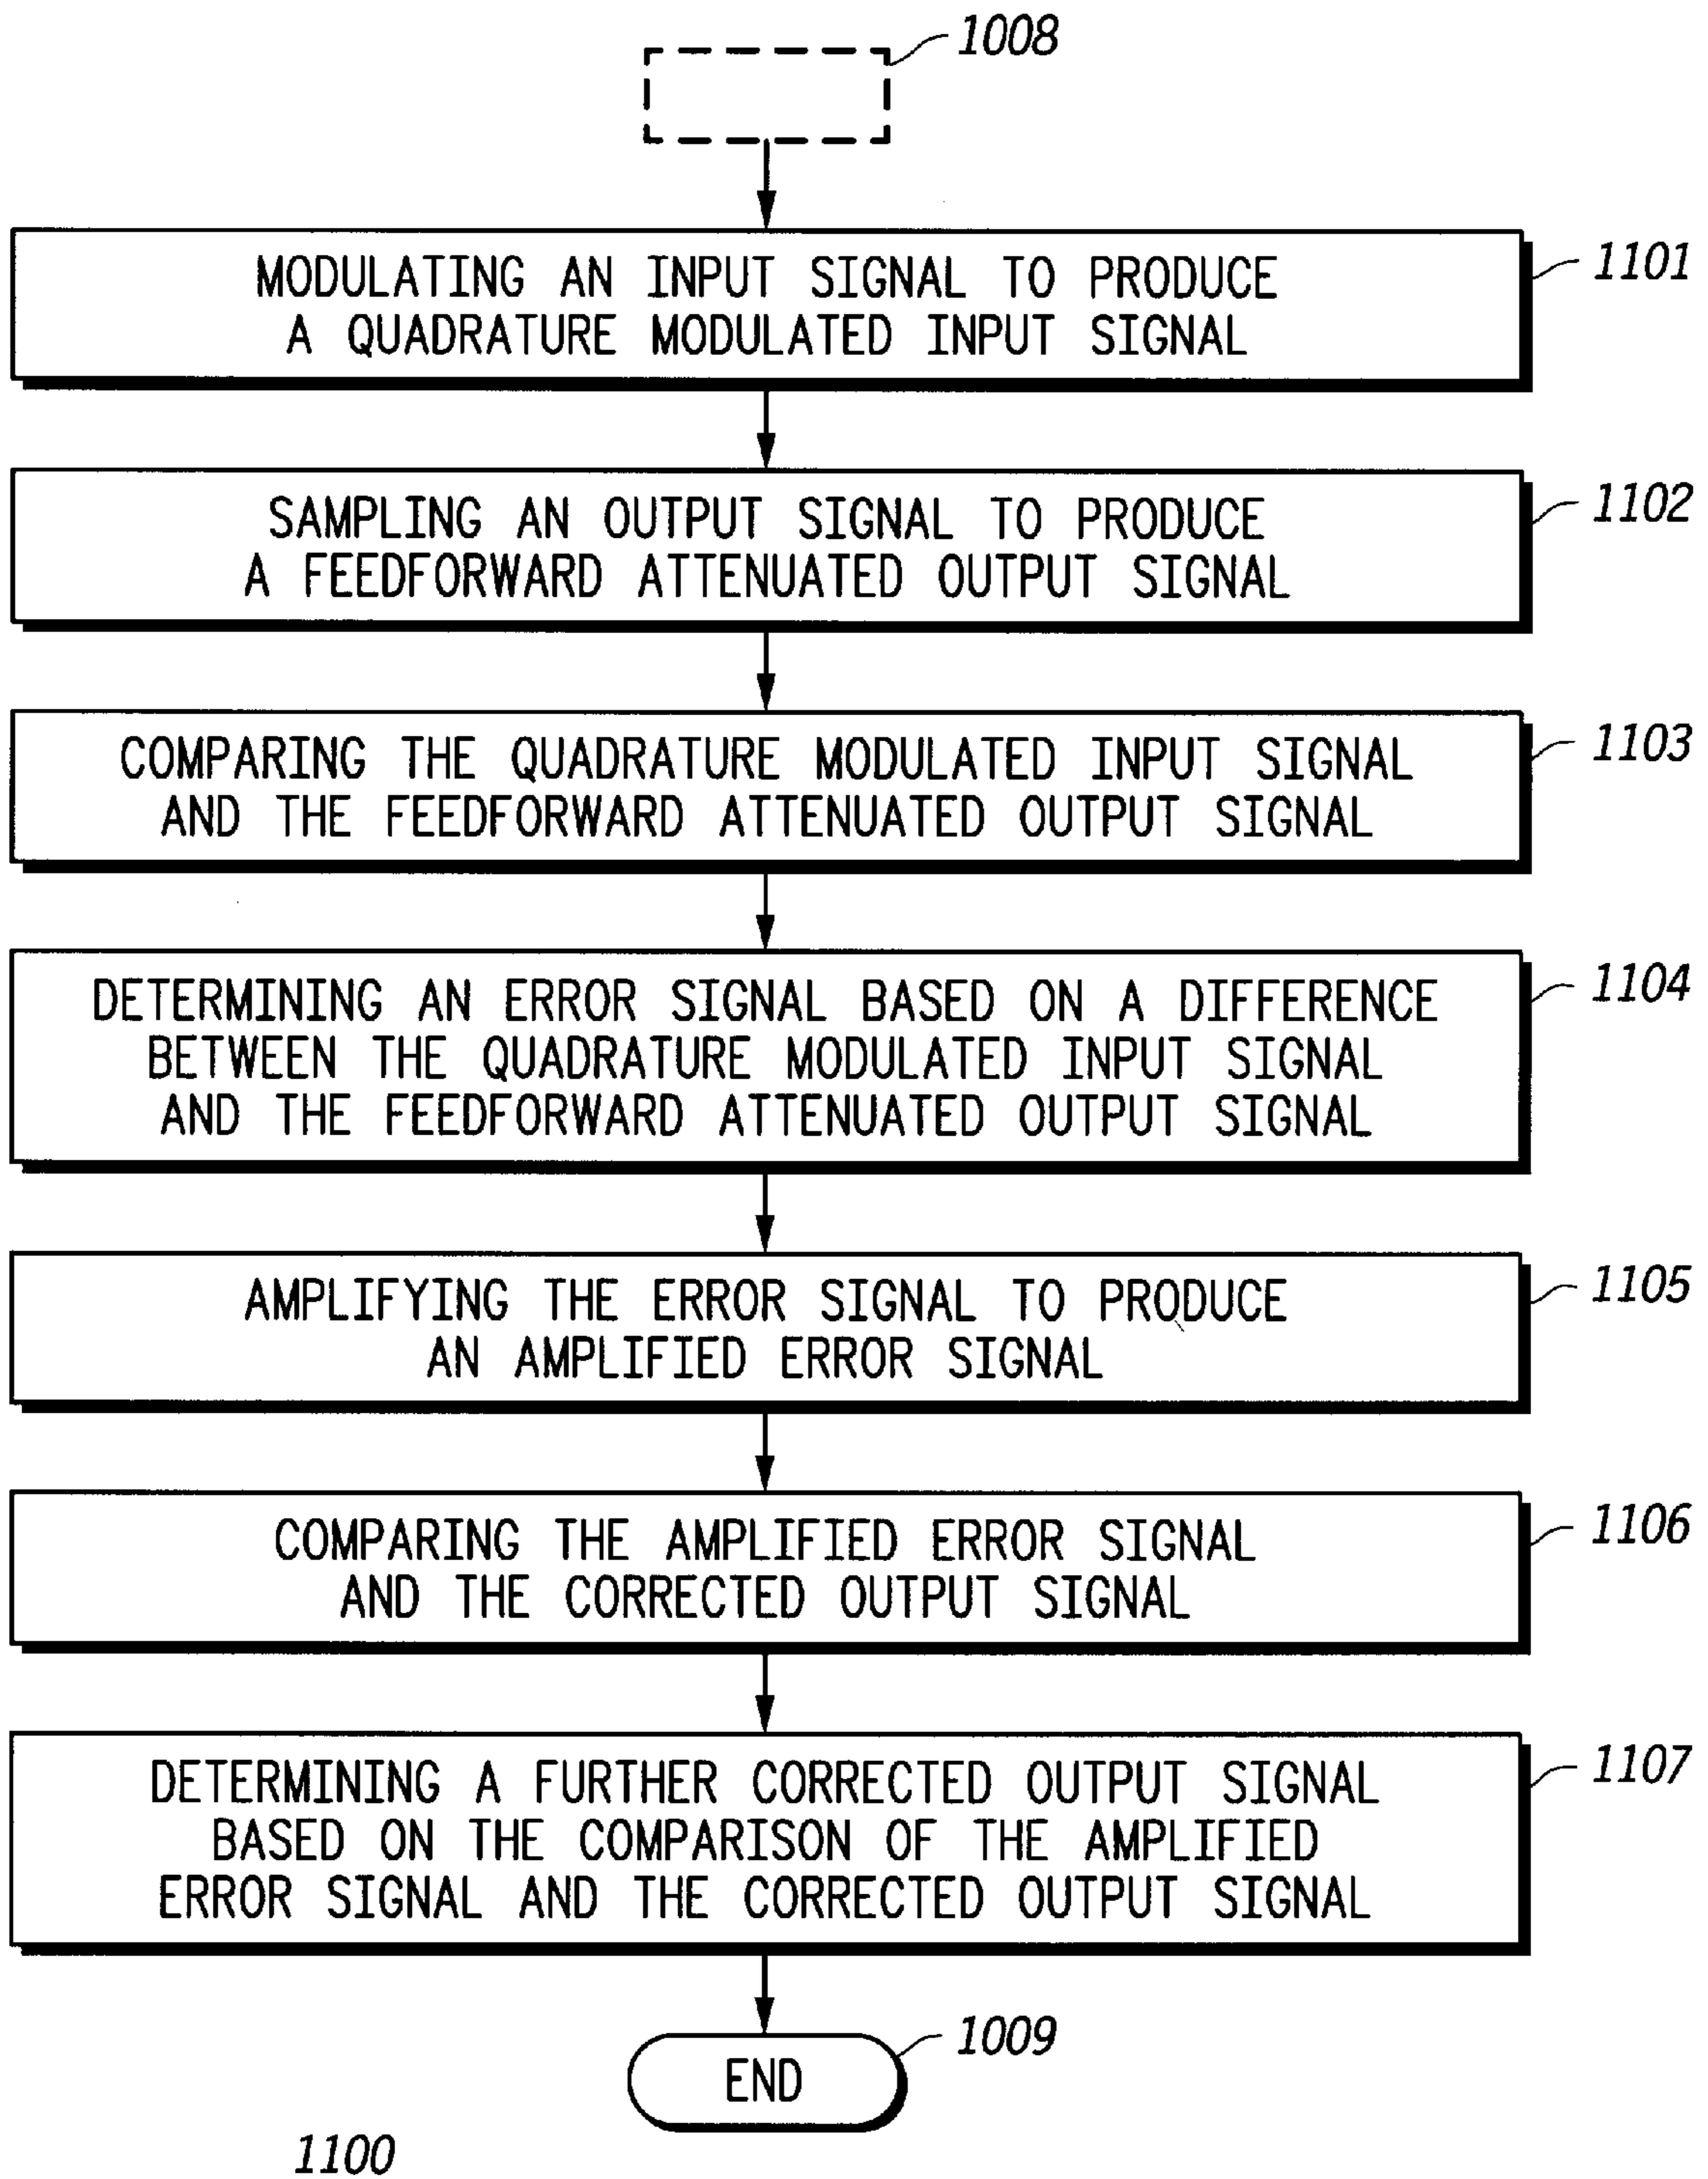 1008
MODULATING AN INPUT SIGNAL TO PRODUCE
A QUADRATURE MODULATED INPUT SIGNAL
1101
SAMPLING AN OUTPUT SIGNAL TO PRODUCE
A FEEDFORWARD ATTENUATED OUTPUT SIGNAL
1102
COMPARING THE QUADRATURE MODULATED INPUT SIGNAL
AND THE FEEDFORWARD ATTENUATED OUTPUT SIGNAL
1103
DETERMINING AN ERROR SIGNAL BASED ON A DIFFERENCE
BETWEEN THE QUADRATURE MODULATED INPUT SIGNAL
AND THE FEEDFORWARD ATTENUATED OUTPUT SIGNAL
1104
AMPLIFYING THE ERROR SIGNAL TO PRODUCE
AN AMPLIFIED ERROR SIGNAL
1105
COMPARING THE AMPLIFIED ERROR SIGNAL
AND THE CORRECTED OUTPUT SIGNAL
1106
DETERMINING A FURTHER CORRECTED OUTPUT SIGNAL
BASED ON THE COMPARISON OF THE AMPLIFIED
ERROR SIGNAL AND THE CORRECTED OUTPUT SIGNAL
1107
END
1009
1100